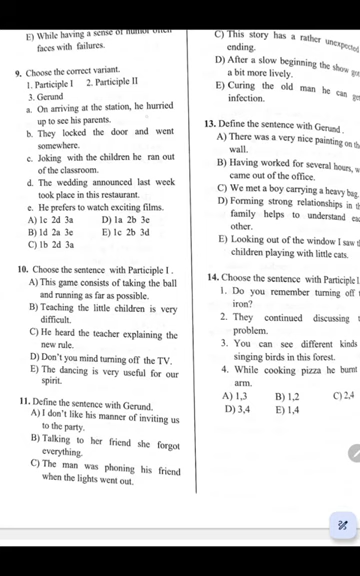 E) While having a sense of humor often
faces with failures.
9. Choose the correct variant.
1. Participle I 2. Participle II
3. Gerund
a. On arriving at the station, he hurried
up to see his parents.
b. They locked the door and went
somewhere.
c. Joking with the children he ran out
of the classroom.
d. The wedding announced last week
took place in this restaurant.
e. He prefers to watch exciting films.
A) 1c 2d 3a D) 1a 2b 3e
B) 1d 2a 3e E) 1c 2b 3d
C) 1b 2d 3a
10. Choose the sentence with Participle I .
A) This game consists of taking the ball
and running as far as possible.
B) Teaching the little children is very
difficult.
C) He heard the teacher explaining the
new rule.
D) Don't you mind turning off the TV.
E) The dancing is very useful for our
spirit.
11. Define the sentence with Gerund.
A) I don't like his manner of inviting us
to the party.
B) Talking to her friend she forgot
everything.
C) The man was phoning his friend
when the lights went out.
C) This story has a rather unexpected
ending.
D) After a slow beginning the show
a bit more lively.
E) Curing the old man he can
infection.
13. Define the sentence with Gerund .
A) There was a very nice painting on
wall.
B) Having worked for several hours,
came out of the office.
C) We met a boy carrying a heavy bag.
D) Forming strong relationships in
family helps to understand
other.
E) Looking out of the window I saw
children playing with little cats.
14. Choose the sentence with Participle
1. Do you remember turning off
iron?
2. They continued discussing
problem.
3. You can see different kinds
singing birds in this forest.
4. While cooking pizza he burnt
arm.
A) 1,3 B) 1,2 C) 2,4
D) 3,4 E) 1,4